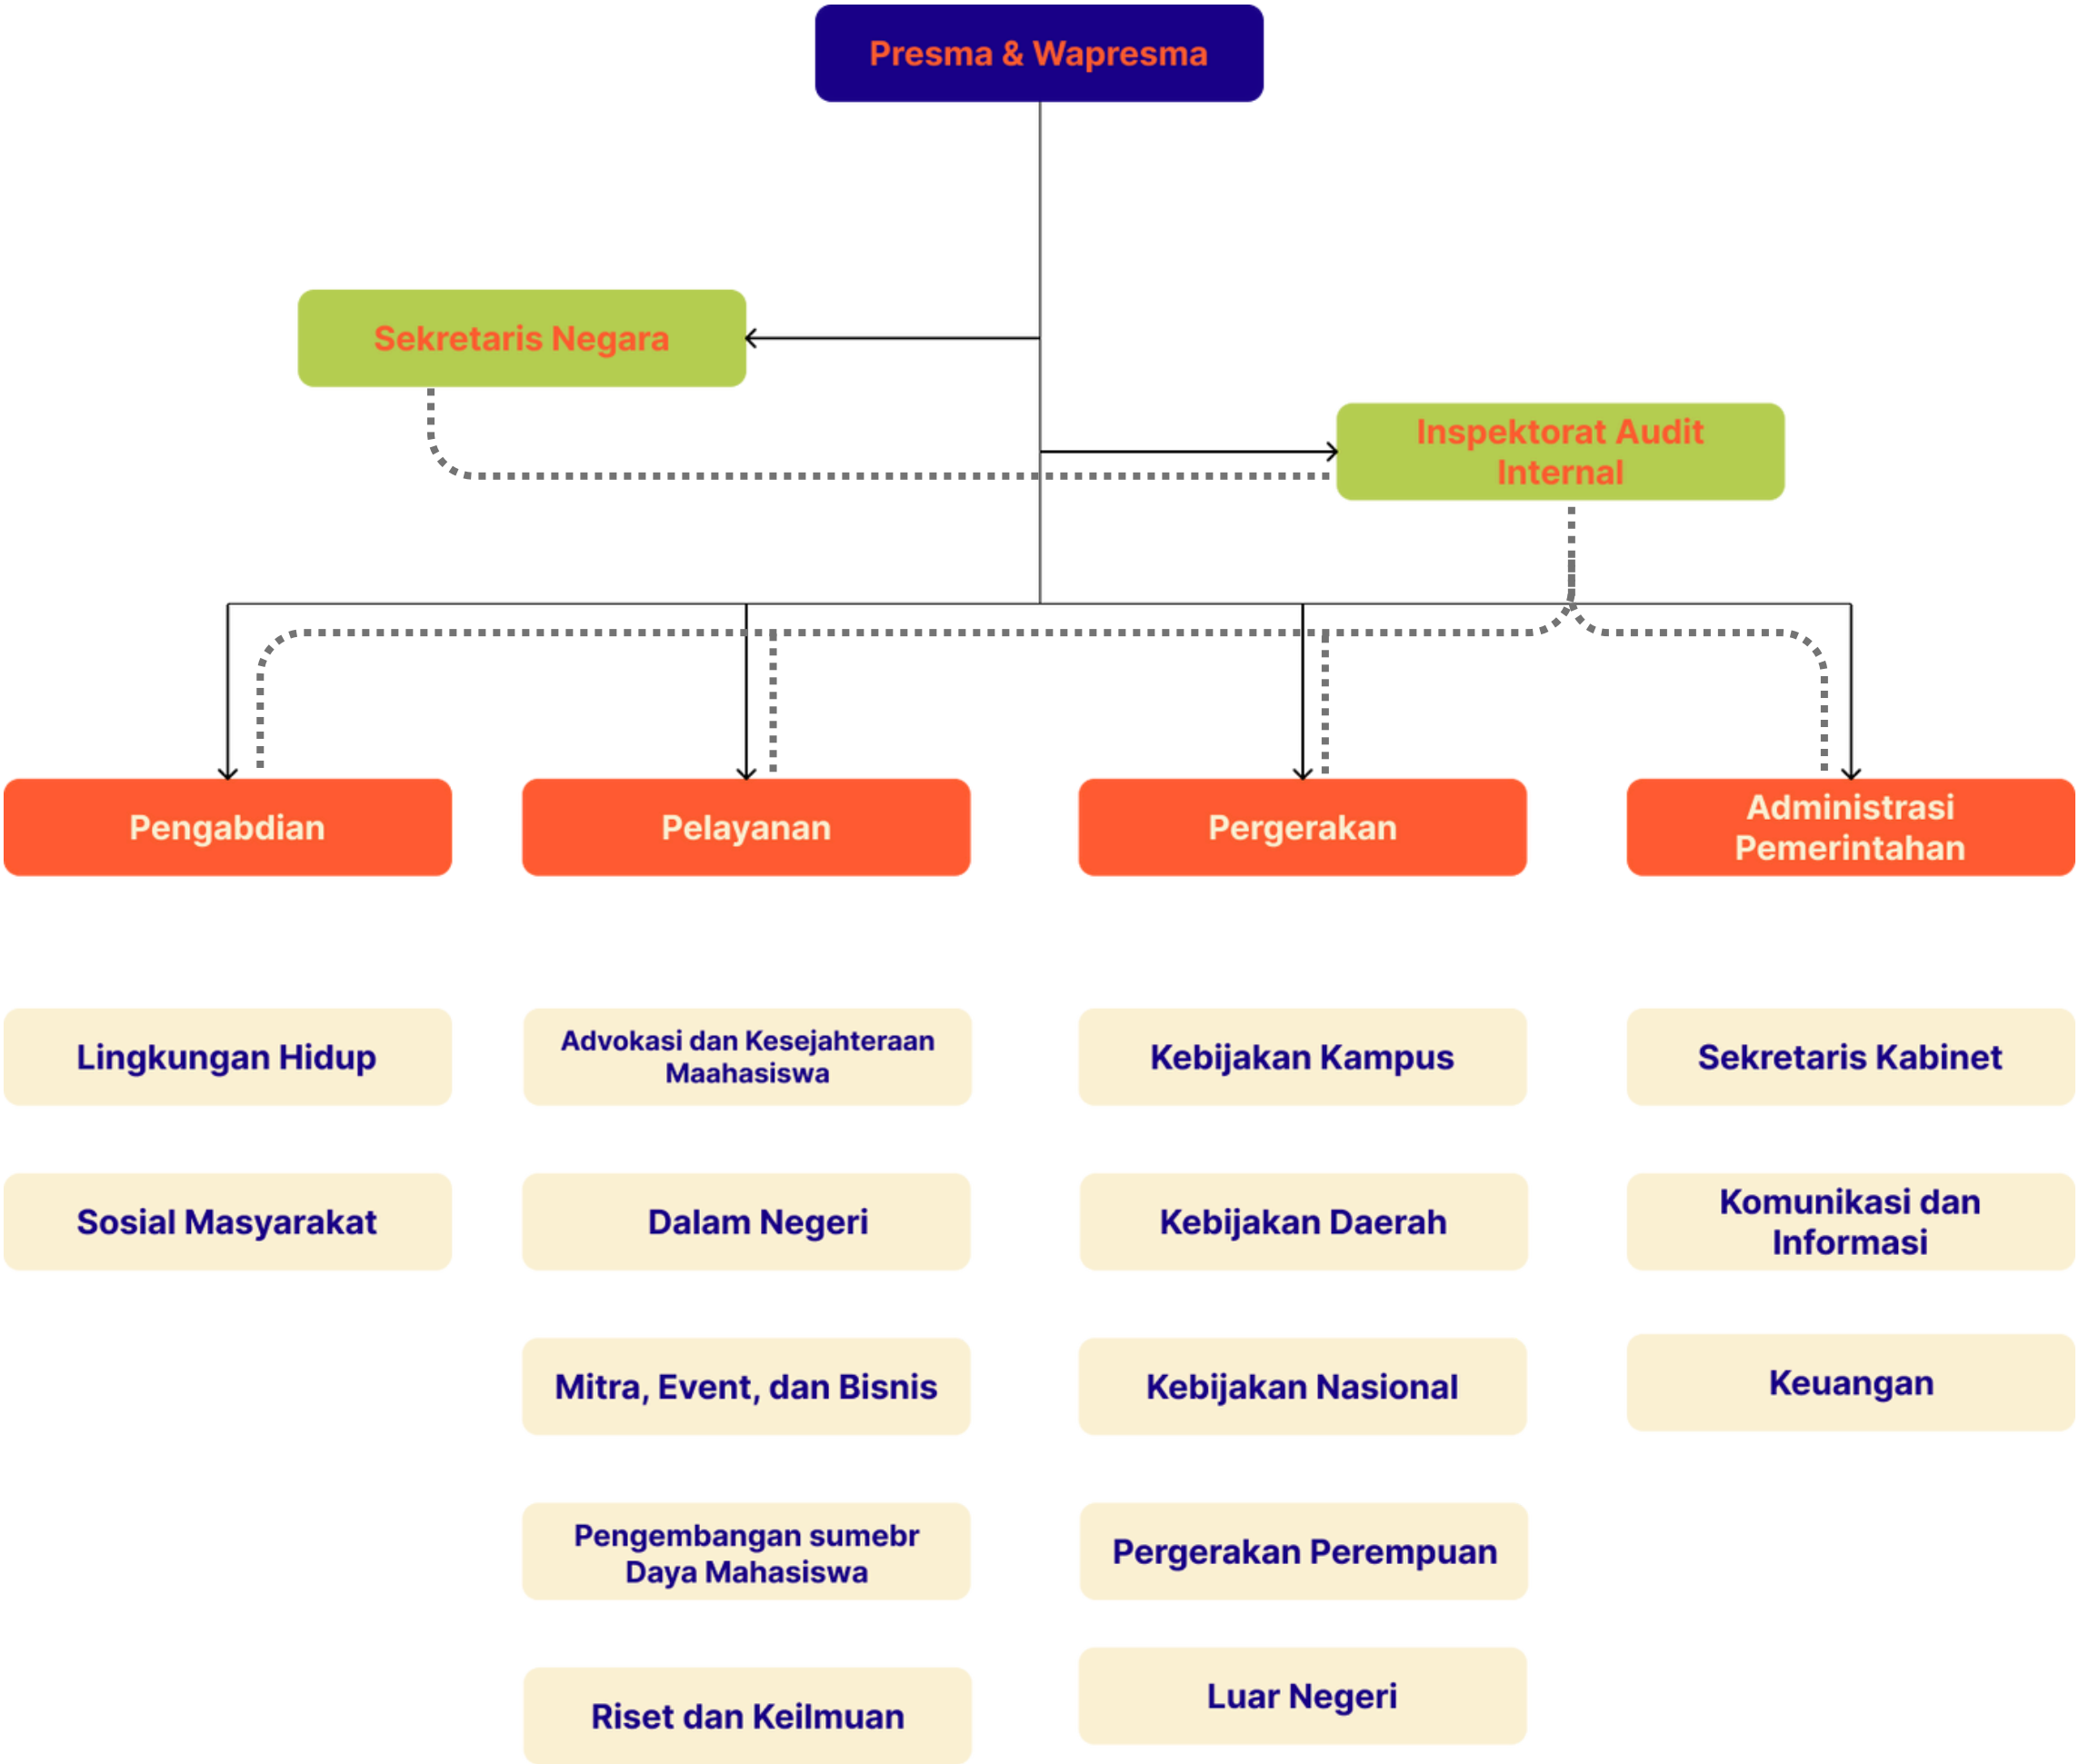 Presma & Wapresma
Sekretaris Negara
Inspektorat Audit
Internal
Pengabdian
Pelayanan
Pergerakan
Administrasi
Pemerintahan
Lingkungan Hidup
Advokasi dan Kesejahteraan
Maahasiswa
Kebijakan Kampus
Sekretaris Kabinet
Sosial Masyarakat
Dalam Negeri
Kebijakan Daerah
Komunikasi dan
Informasi
Mitra, Event, dan Bisnis
Kebijakan Nasional
Keuangan
Pengembangan sumebr
Daya Mahasiswa
Pergerakan Perempuan
Riset dan Keilmuan
Luar Negeri